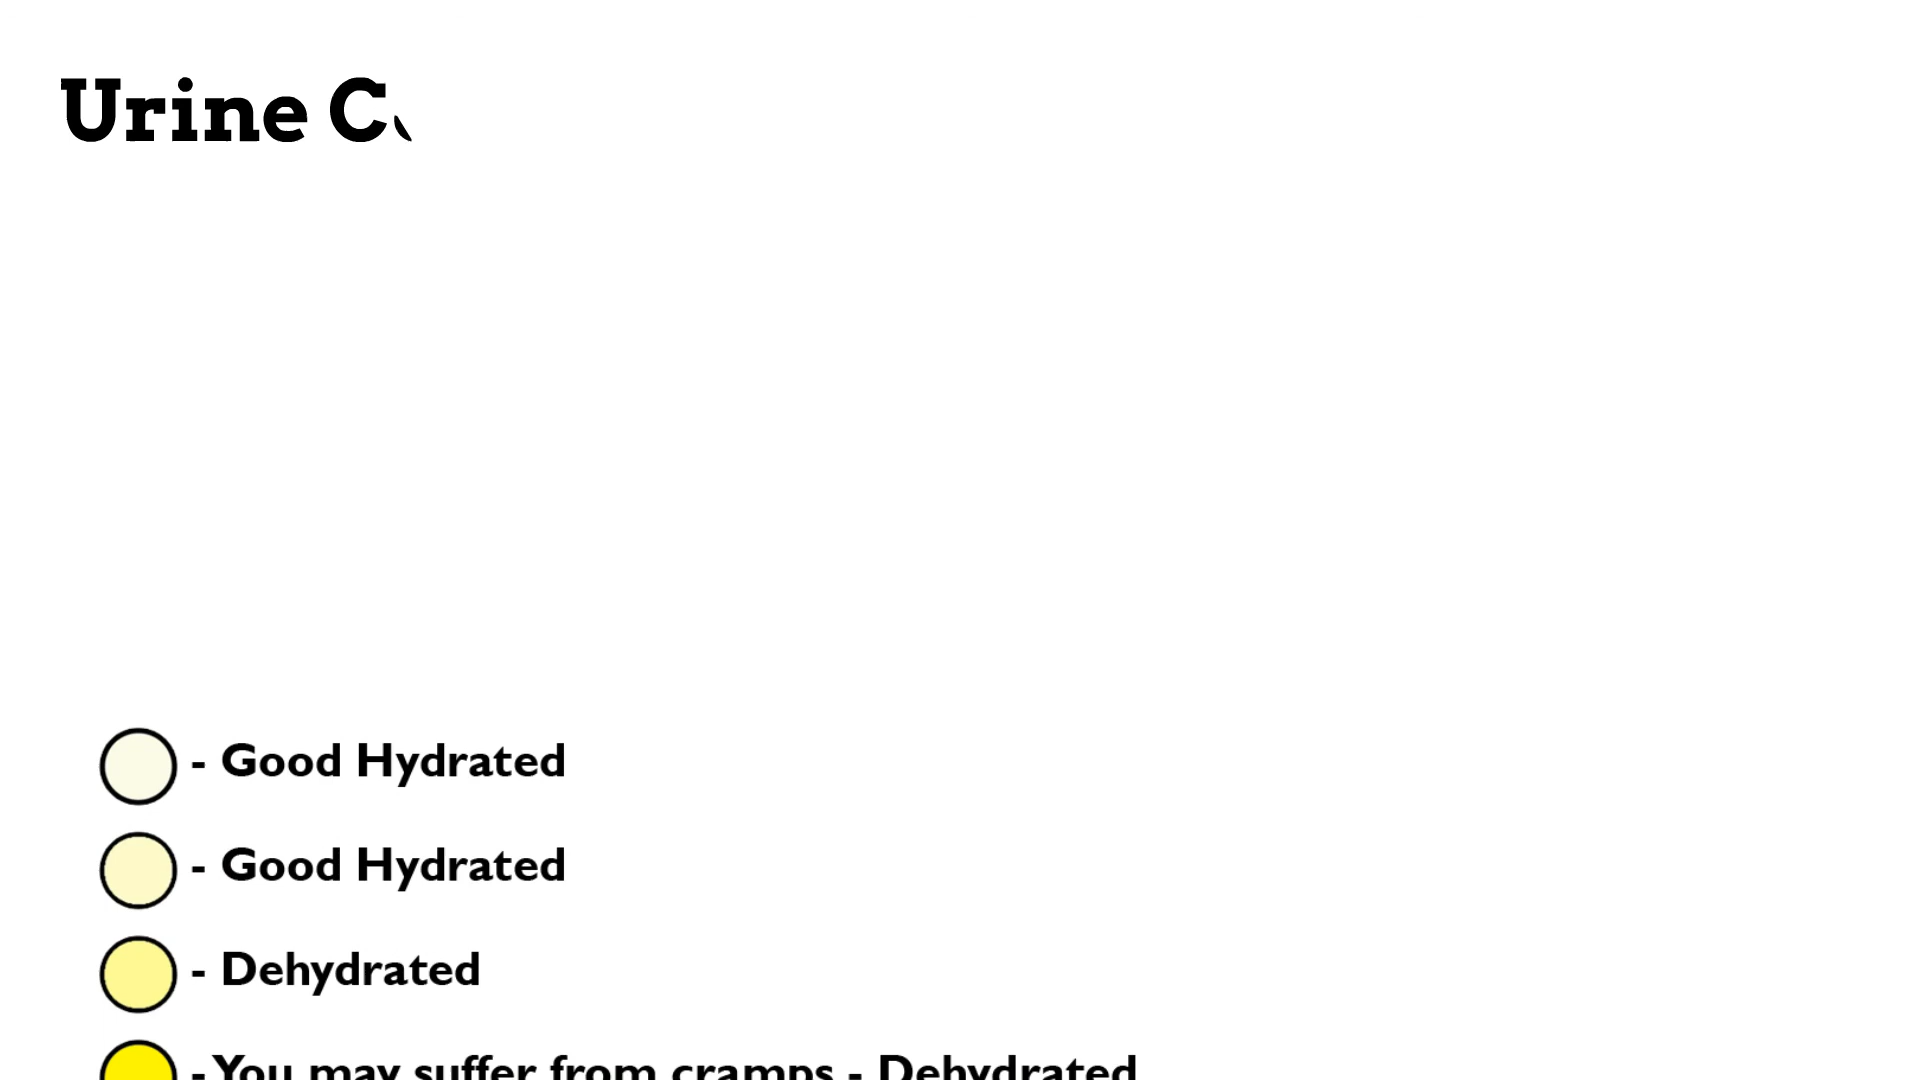 Urine C
- Good Hydrated
- Good Hydrated
- Dehydrated
- You may suffer from cramps - Dehydrated